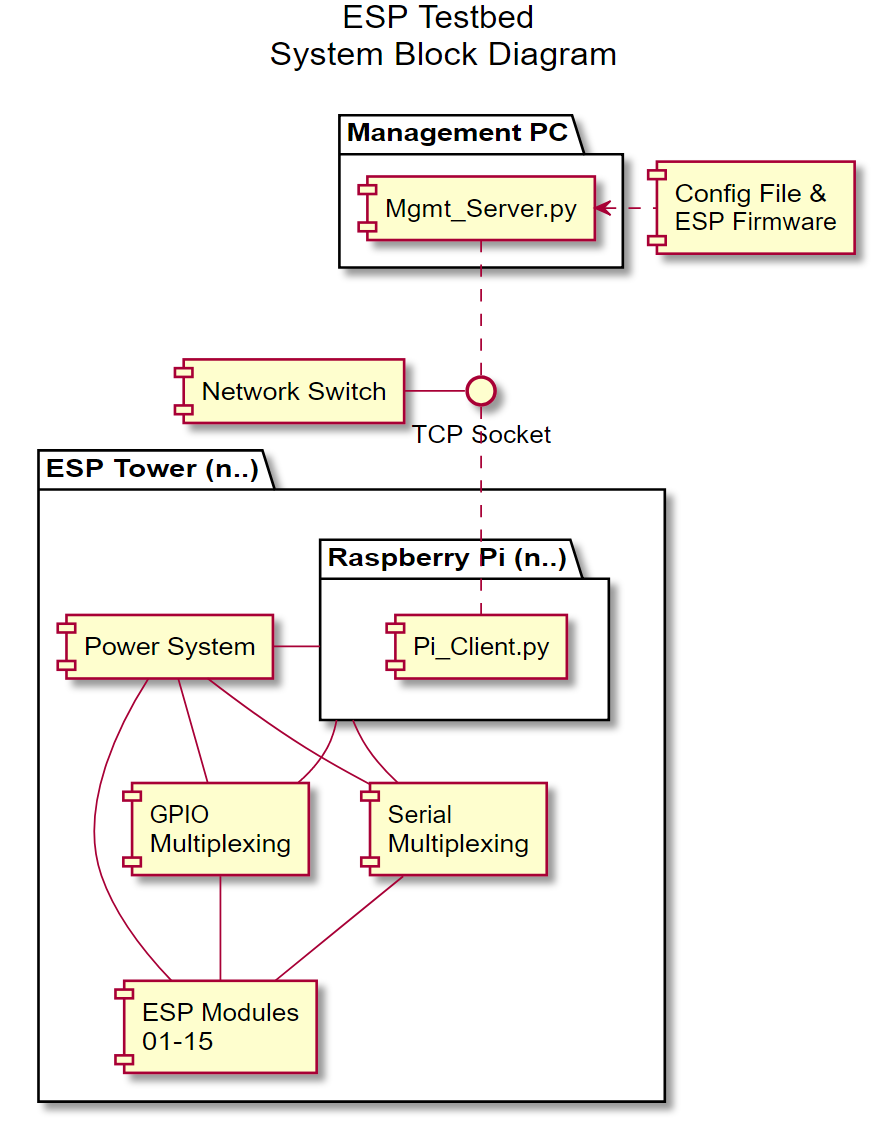 ESP Testbed
System Block Diagram
Management PC
Mgmt_Server.py
Config File &
ESP Firmware
Network Switch
TCP Socket
ESP Tower (n..)
Raspberry Pi (n..)
Power System
Pi_Client.py
GPIO
Multiplexing
Serial
Multiplexing
ESP Modules
01-15